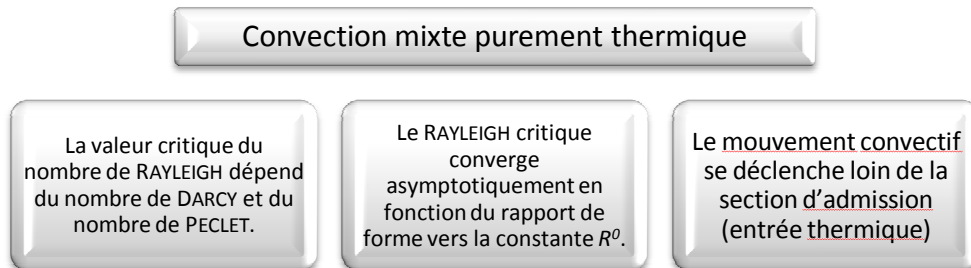 Convection mixte purement thermique
La valeur critique du
nombre de RAYLEIGH dépend
du nombre de DARCY et du
nombre de PECLET.
Le RAYLEIGH critique
converge
asymptotiquement en
fonction du rapport de
forme vers la constante R⁰.
Le mouvement convectif
se déclenche loin de la
section d'admission
(entrée thermique)